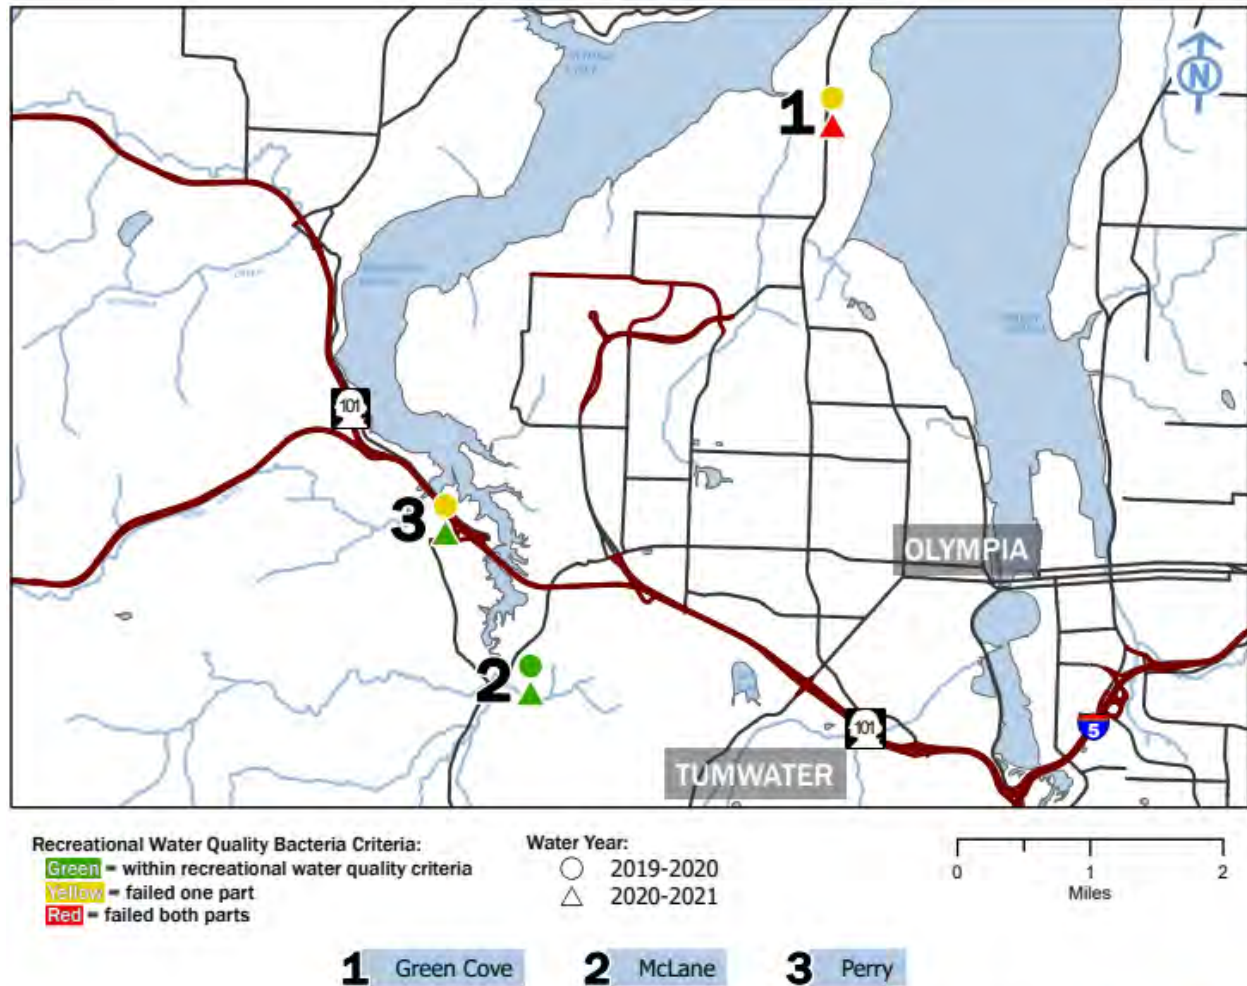 N
1
101
3
OLYMPIA
2
101
5
TUMWATER
Recreational Water Quality Bacteria Criteria:
Green = within recreational water quality criteria
Yellow = failed one part
Red = failed both parts
Water Year:
2019-2020
2020-2021
0 1 2
Miles
1 Green Cove 2 McLane 3 Perry